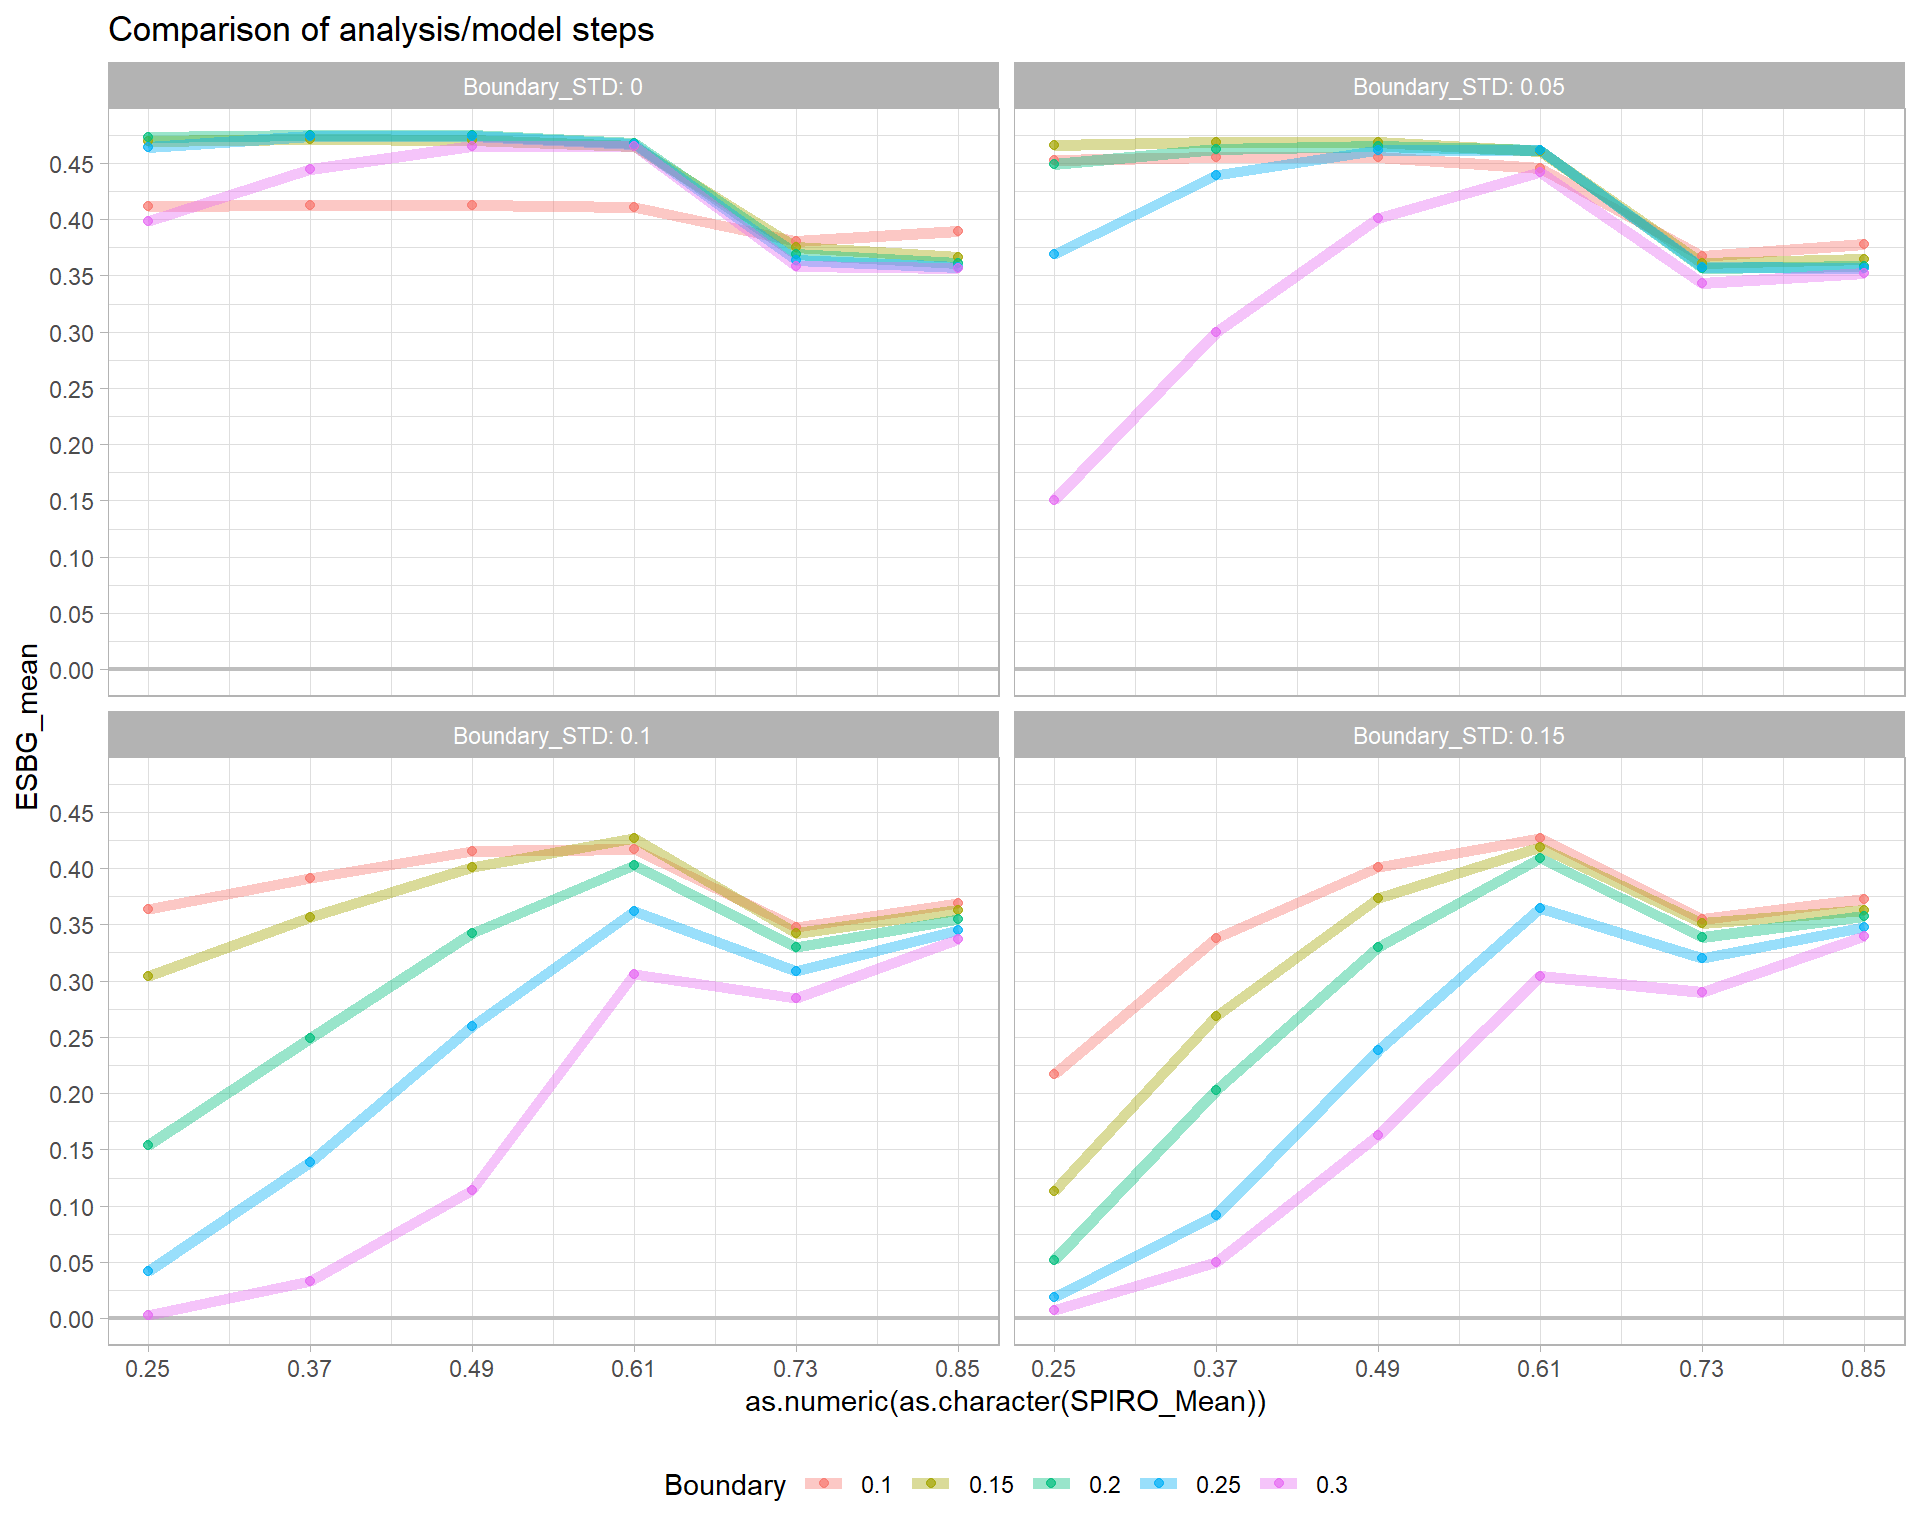 Comparison of analysis/model steps
Boundary_STD: 0
Boundary_STD: 0.05
0.45
0.40
0.35
0.30
0.25
0.20
0.15
0.10
0.05
0.00
ESBG_mean
Boundary_STD: 0.1
Boundary_STD: 0.15
0.45
0.40
0.35
0.30
0.25
0.20
0.15
0.10
0.05
0.00
0.25 0.37 0.49 0.61 0.73 0.85
0.25 0.37 0.49 0.61 0.73 0.85
as.numeric(as.character(SPIRO_Mean))
Boundary 0.1 0.15 0.2 0.25 0.3